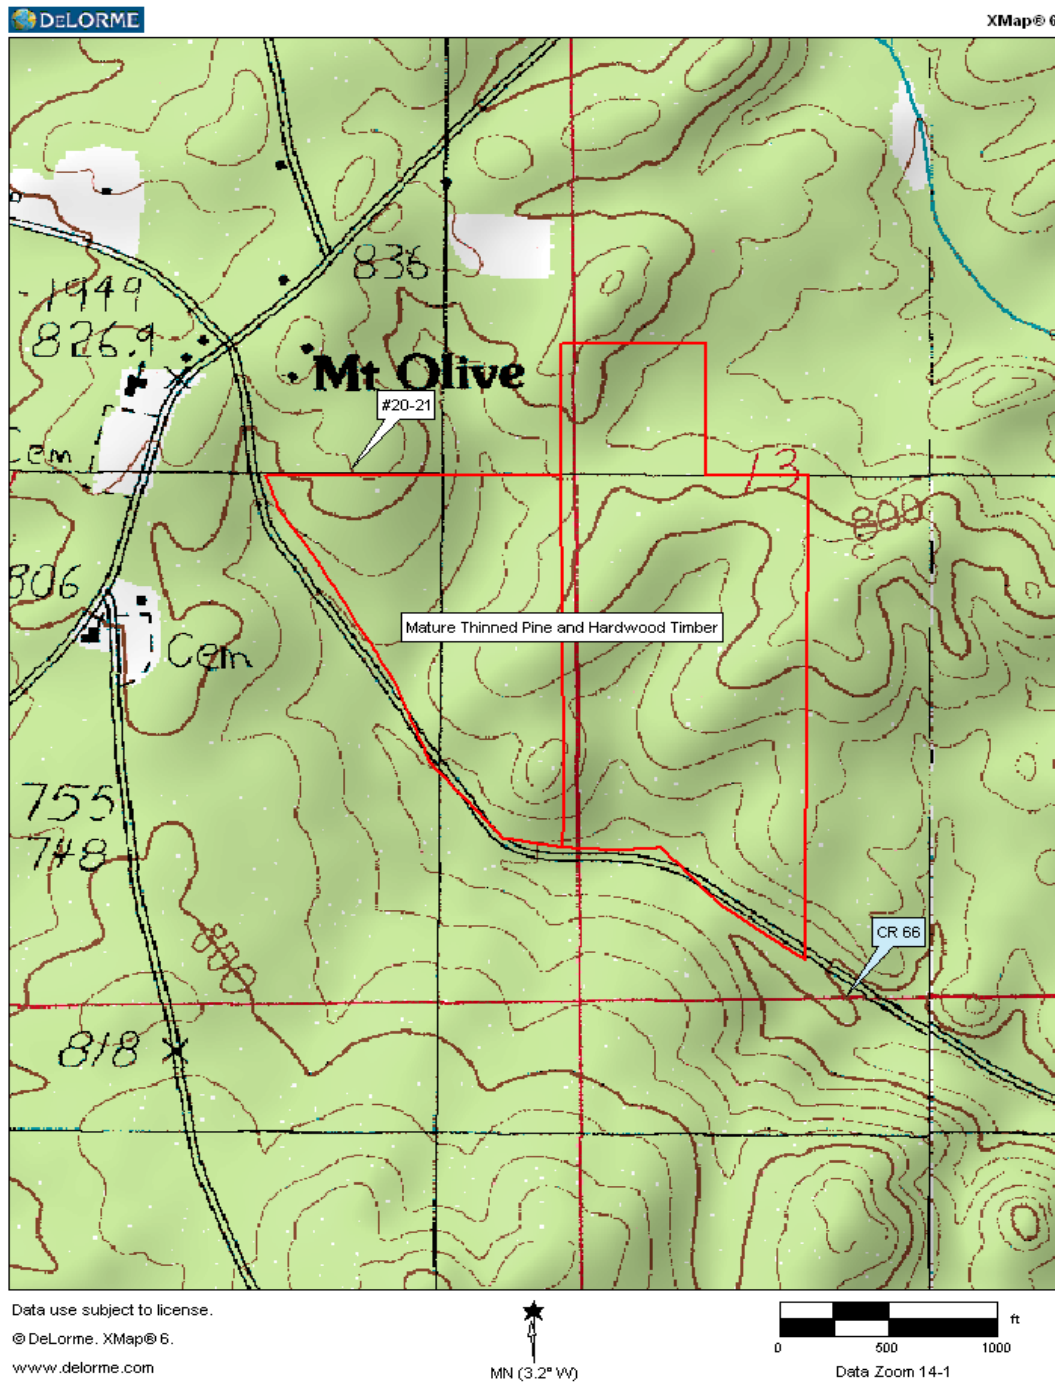 DELORME
XMap® 6
836
1949
826.9
Mt Olive
#20-21
Cem
13
800
806
Mature Thinned Pine and Hardwood Timber
Cem
755
748
CR 66
800
818
Data use subject to license.
© DeLorme. XMap® 6.
www.delorme.com
MN (3.2° W)
ft
0 500 1000
Data Zoom 14-1